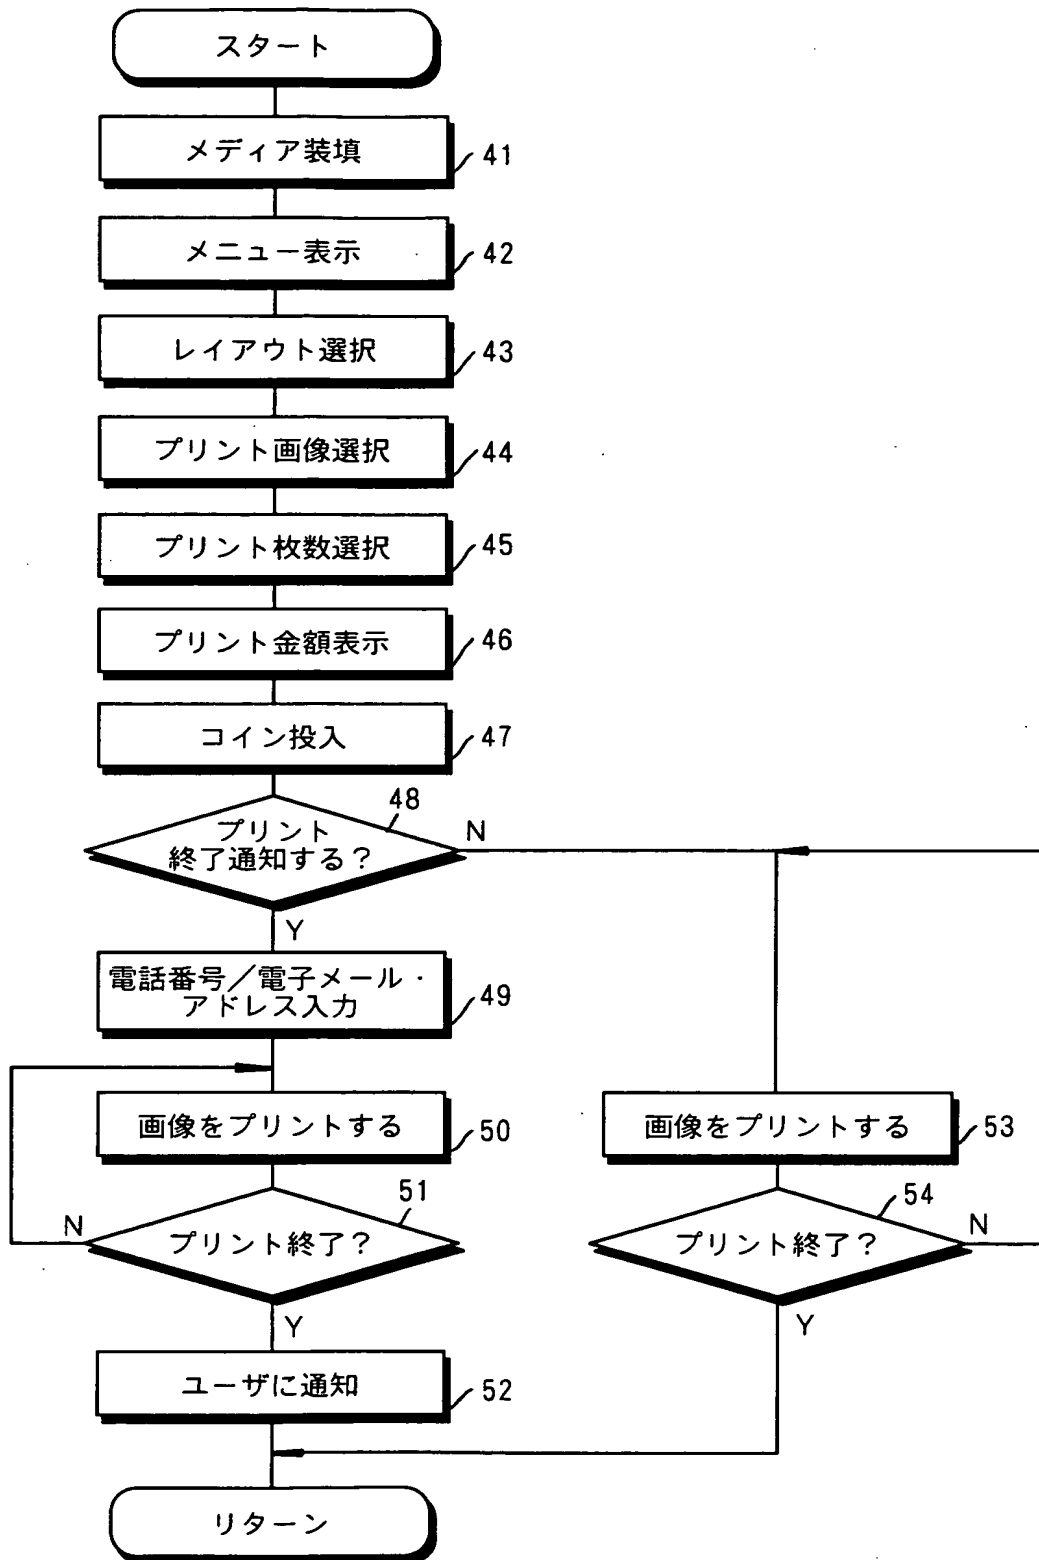 スタート
メディア装填
41
メニュー表示
42
レイアウト選択
43
プリント画像選択
44
プリント枚数選択
45
プリント金額表示
46
コイン投入
47
48
プリント
終了通知する?
N
Y
電話番号/電子メール・
アドレス入力
49
画像をプリントする
50
51
プリント終了?
N
Y
ユーザに通知
52
画像をプリントする
53
54
プリント終了?
N
Y
リターン